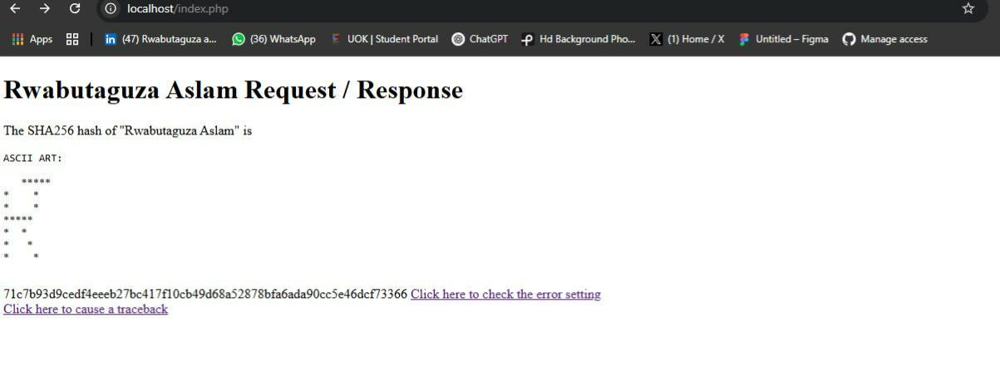 localhost/index.php
Apps (47) Rwabutaguza a... (36) WhatsApp UOK | Student Portal ChatGPT Hd Background Pho... (1) Home / X Untitled – Figma Manage access
Rwabutaguza Aslam Request / Response
The SHA256 hash of "Rwabutaguza Aslam" is
ASCII ART:
   *****
*    *
*    *
*****
*  *
*   *
*    *
71c7b93d9cedf4eeeb27bc417f10cb49d68a52878bfa6ada90cc5e46dcf73366 Click here to check the error setting
Click here to cause a traceback